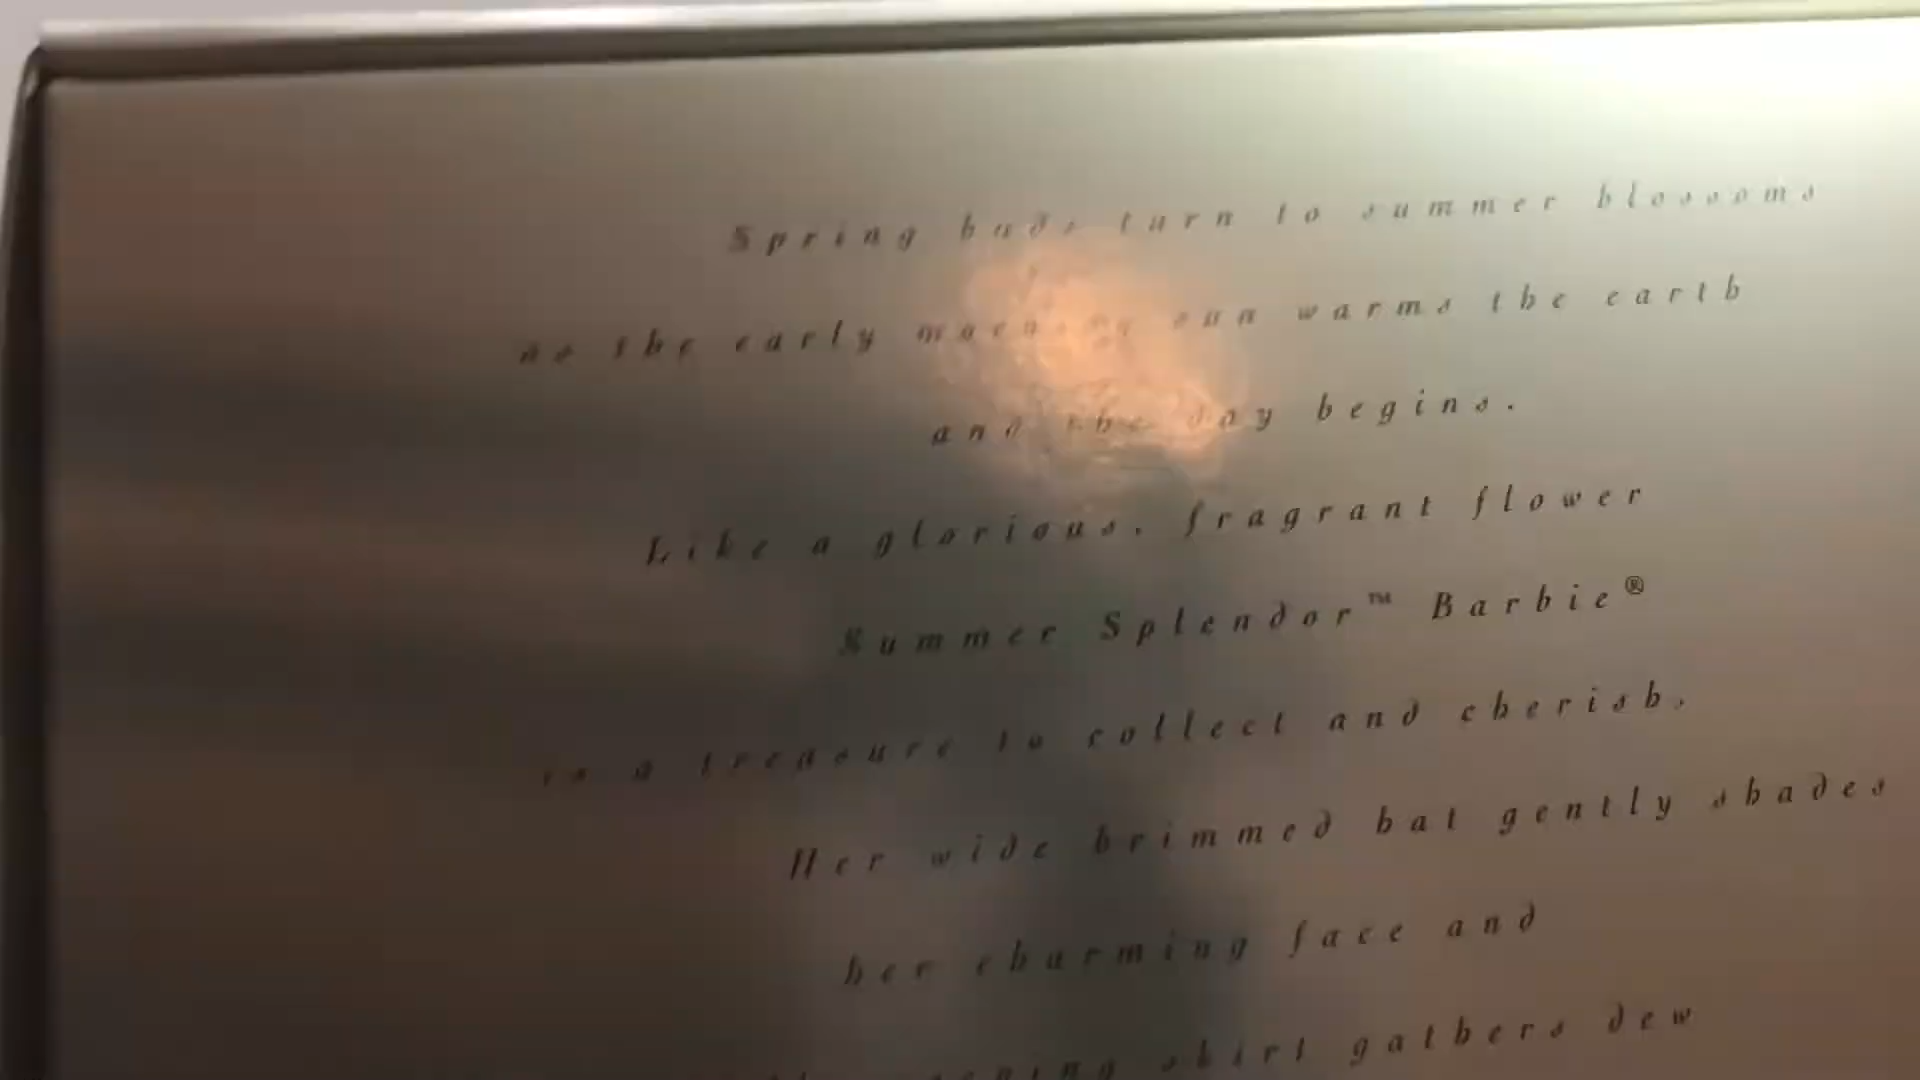 Spring buds turn to summer blossoms
as the early morning sun warms the earth
and the day begins.
Like a glorious, fragrant flower
Summer Splendor™ Barbie®
is a treasure to collect and cherish.
Her wide brimmed hat gently shades
her charming face and
skirt gathers dew